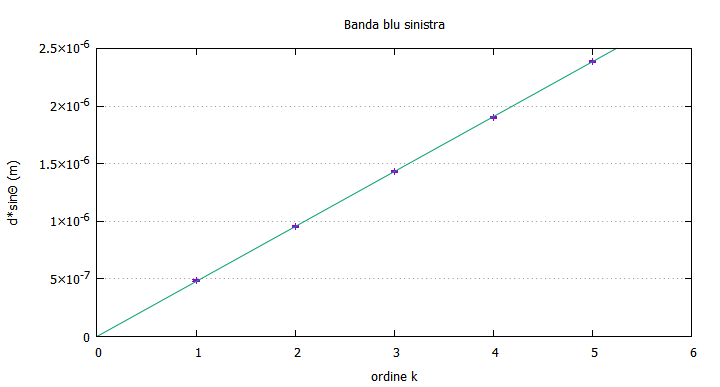 Banda blu sinistra
2.5×10⁻⁶
2×10⁻⁶
1.5×10⁻⁶
1×10⁻⁶
5×10⁻⁷
0
d*sinΘ (m)
0 1 2 3 4 5 6
ordine k